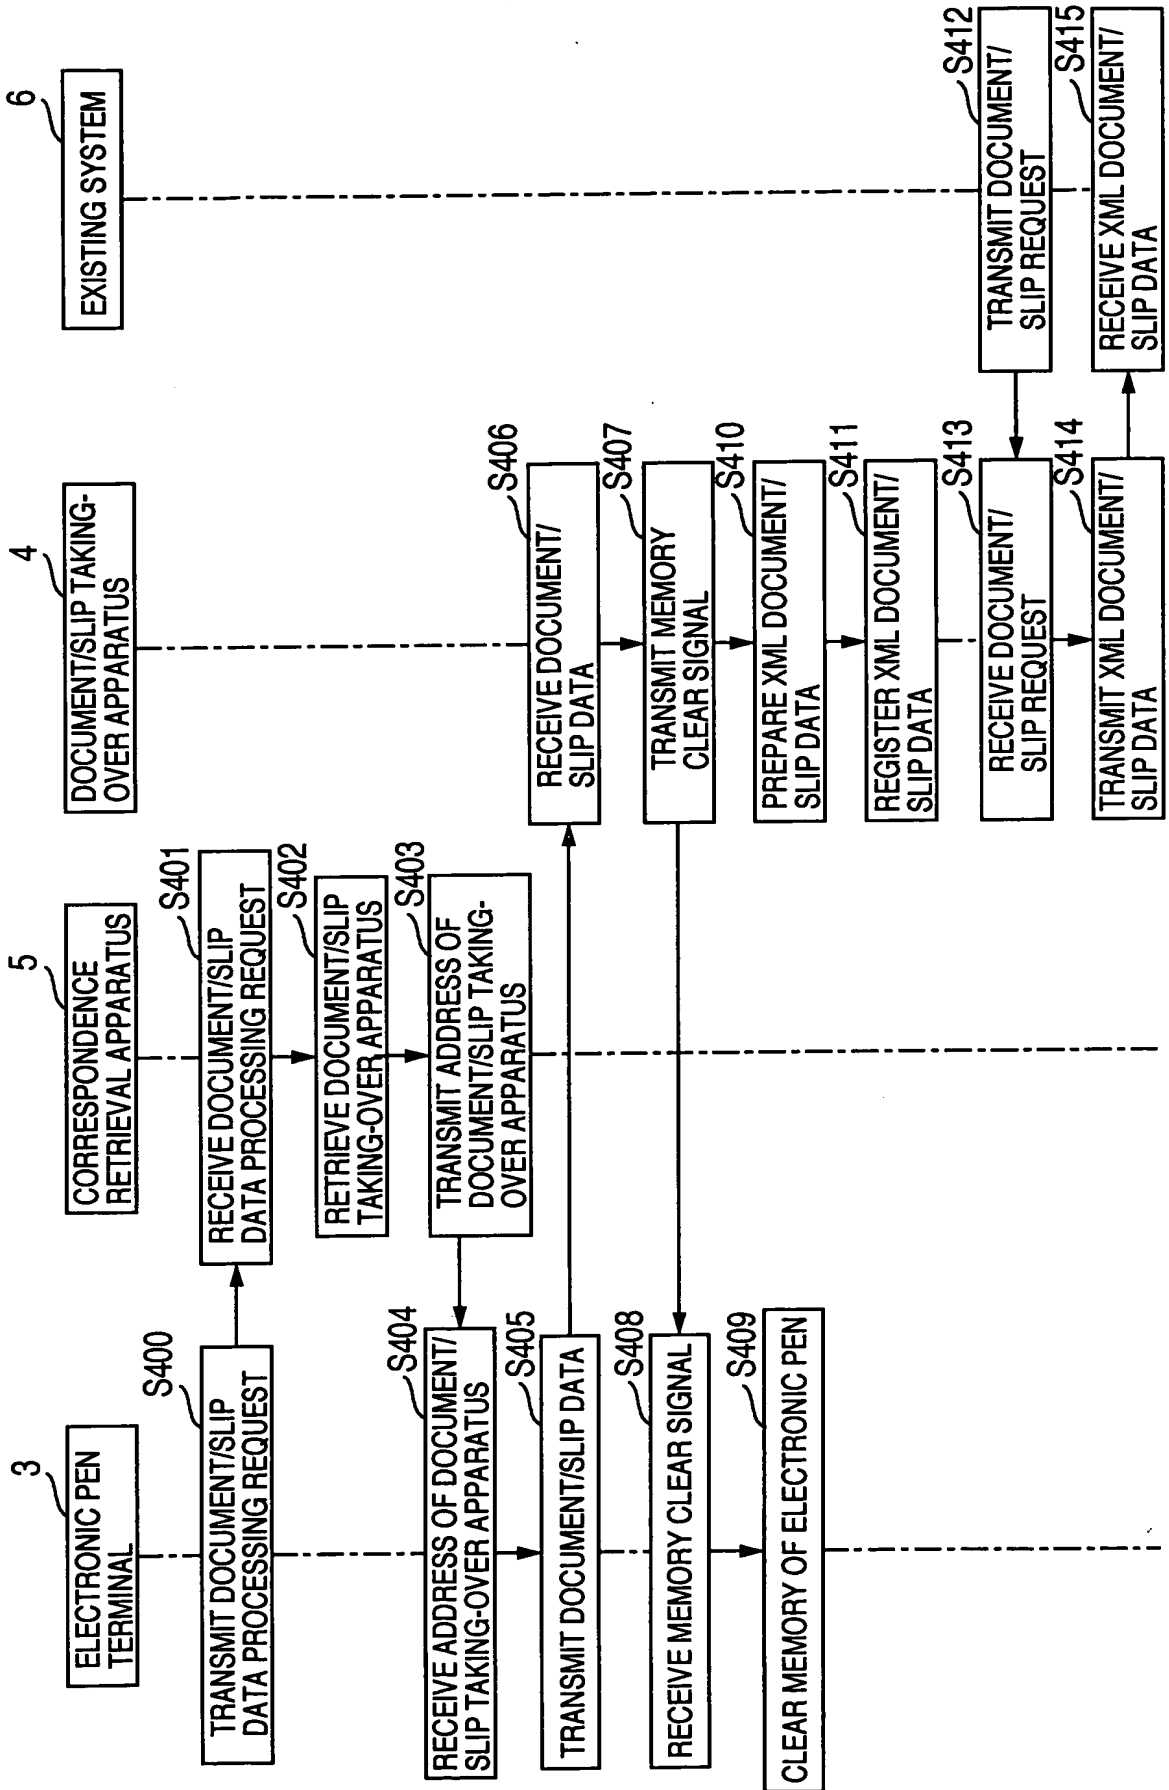 3
ELECTRONIC PEN
TERMINAL
5
CORRESPONDENCE
RETRIEVAL APPARATUS
4
DOCUMENT/SLIP TAKING-
OVER APPARATUS
6
EXISTING SYSTEM
S400
TRANSMIT DOCUMENT/SLIP
DATA PROCESSING REQUEST
S401
RECEIVE DOCUMENT/SLIP
DATA PROCESSING REQUEST
S402
RETRIEVE DOCUMENT/SLIP
TAKING-OVER APPARATUS
S403
TRANSMIT ADDRESS OF
DOCUMENT/SLIP TAKING-
OVER APPARATUS
S404
RECEIVE ADDRESS OF DOCUMENT/
SLIP TAKING-OVER APPARATUS
S405
TRANSMIT DOCUMENT/SLIP DATA
S406
RECEIVE DOCUMENT/
SLIP DATA
S407
TRANSMIT MEMORY
CLEAR SIGNAL
S408
RECEIVE MEMORY CLEAR SIGNAL
S409
CLEAR MEMORY OF ELECTRONIC PEN
S410
PREPARE XML DOCUMENT/
SLIP DATA
S411
REGISTER XML DOCUMENT/
SLIP DATA
S412
TRANSMIT DOCUMENT/
SLIP REQUEST
S413
RECEIVE DOCUMENT/
SLIP REQUEST
S414
TRANSMIT XML DOCUMENT/
SLIP DATA
S415
RECEIVE XML DOCUMENT/
SLIP DATA